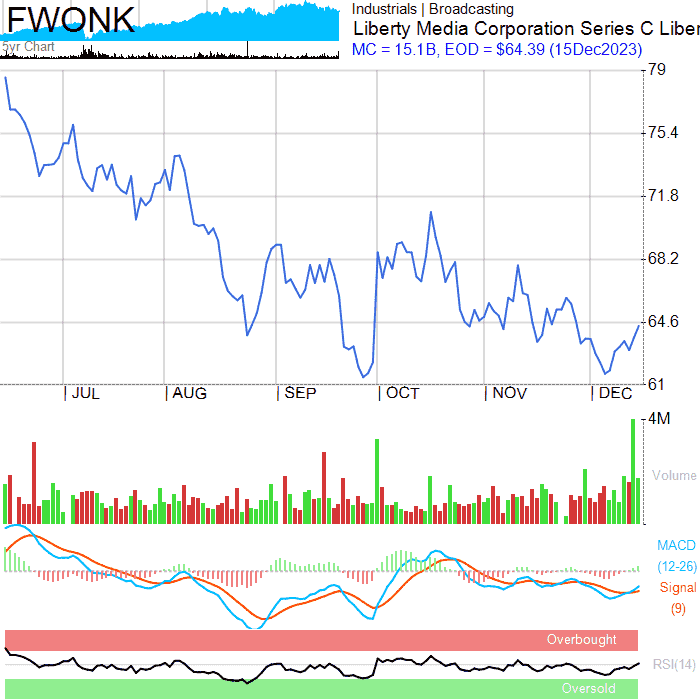 FWONK
5yr Chart
Industrials | Broadcasting
Liberty Media Corporation Series C Liber
MC = 15.1B, EOD = $64.39 (15Dec2023)
79
75.4
71.8
68.2
64.6
61
| JUL | AUG | SEP | OCT | NOV | DEC
4M
Volume
MACD
(12-26)
Signal
(9)
Overbought
RSI(14)
Oversold